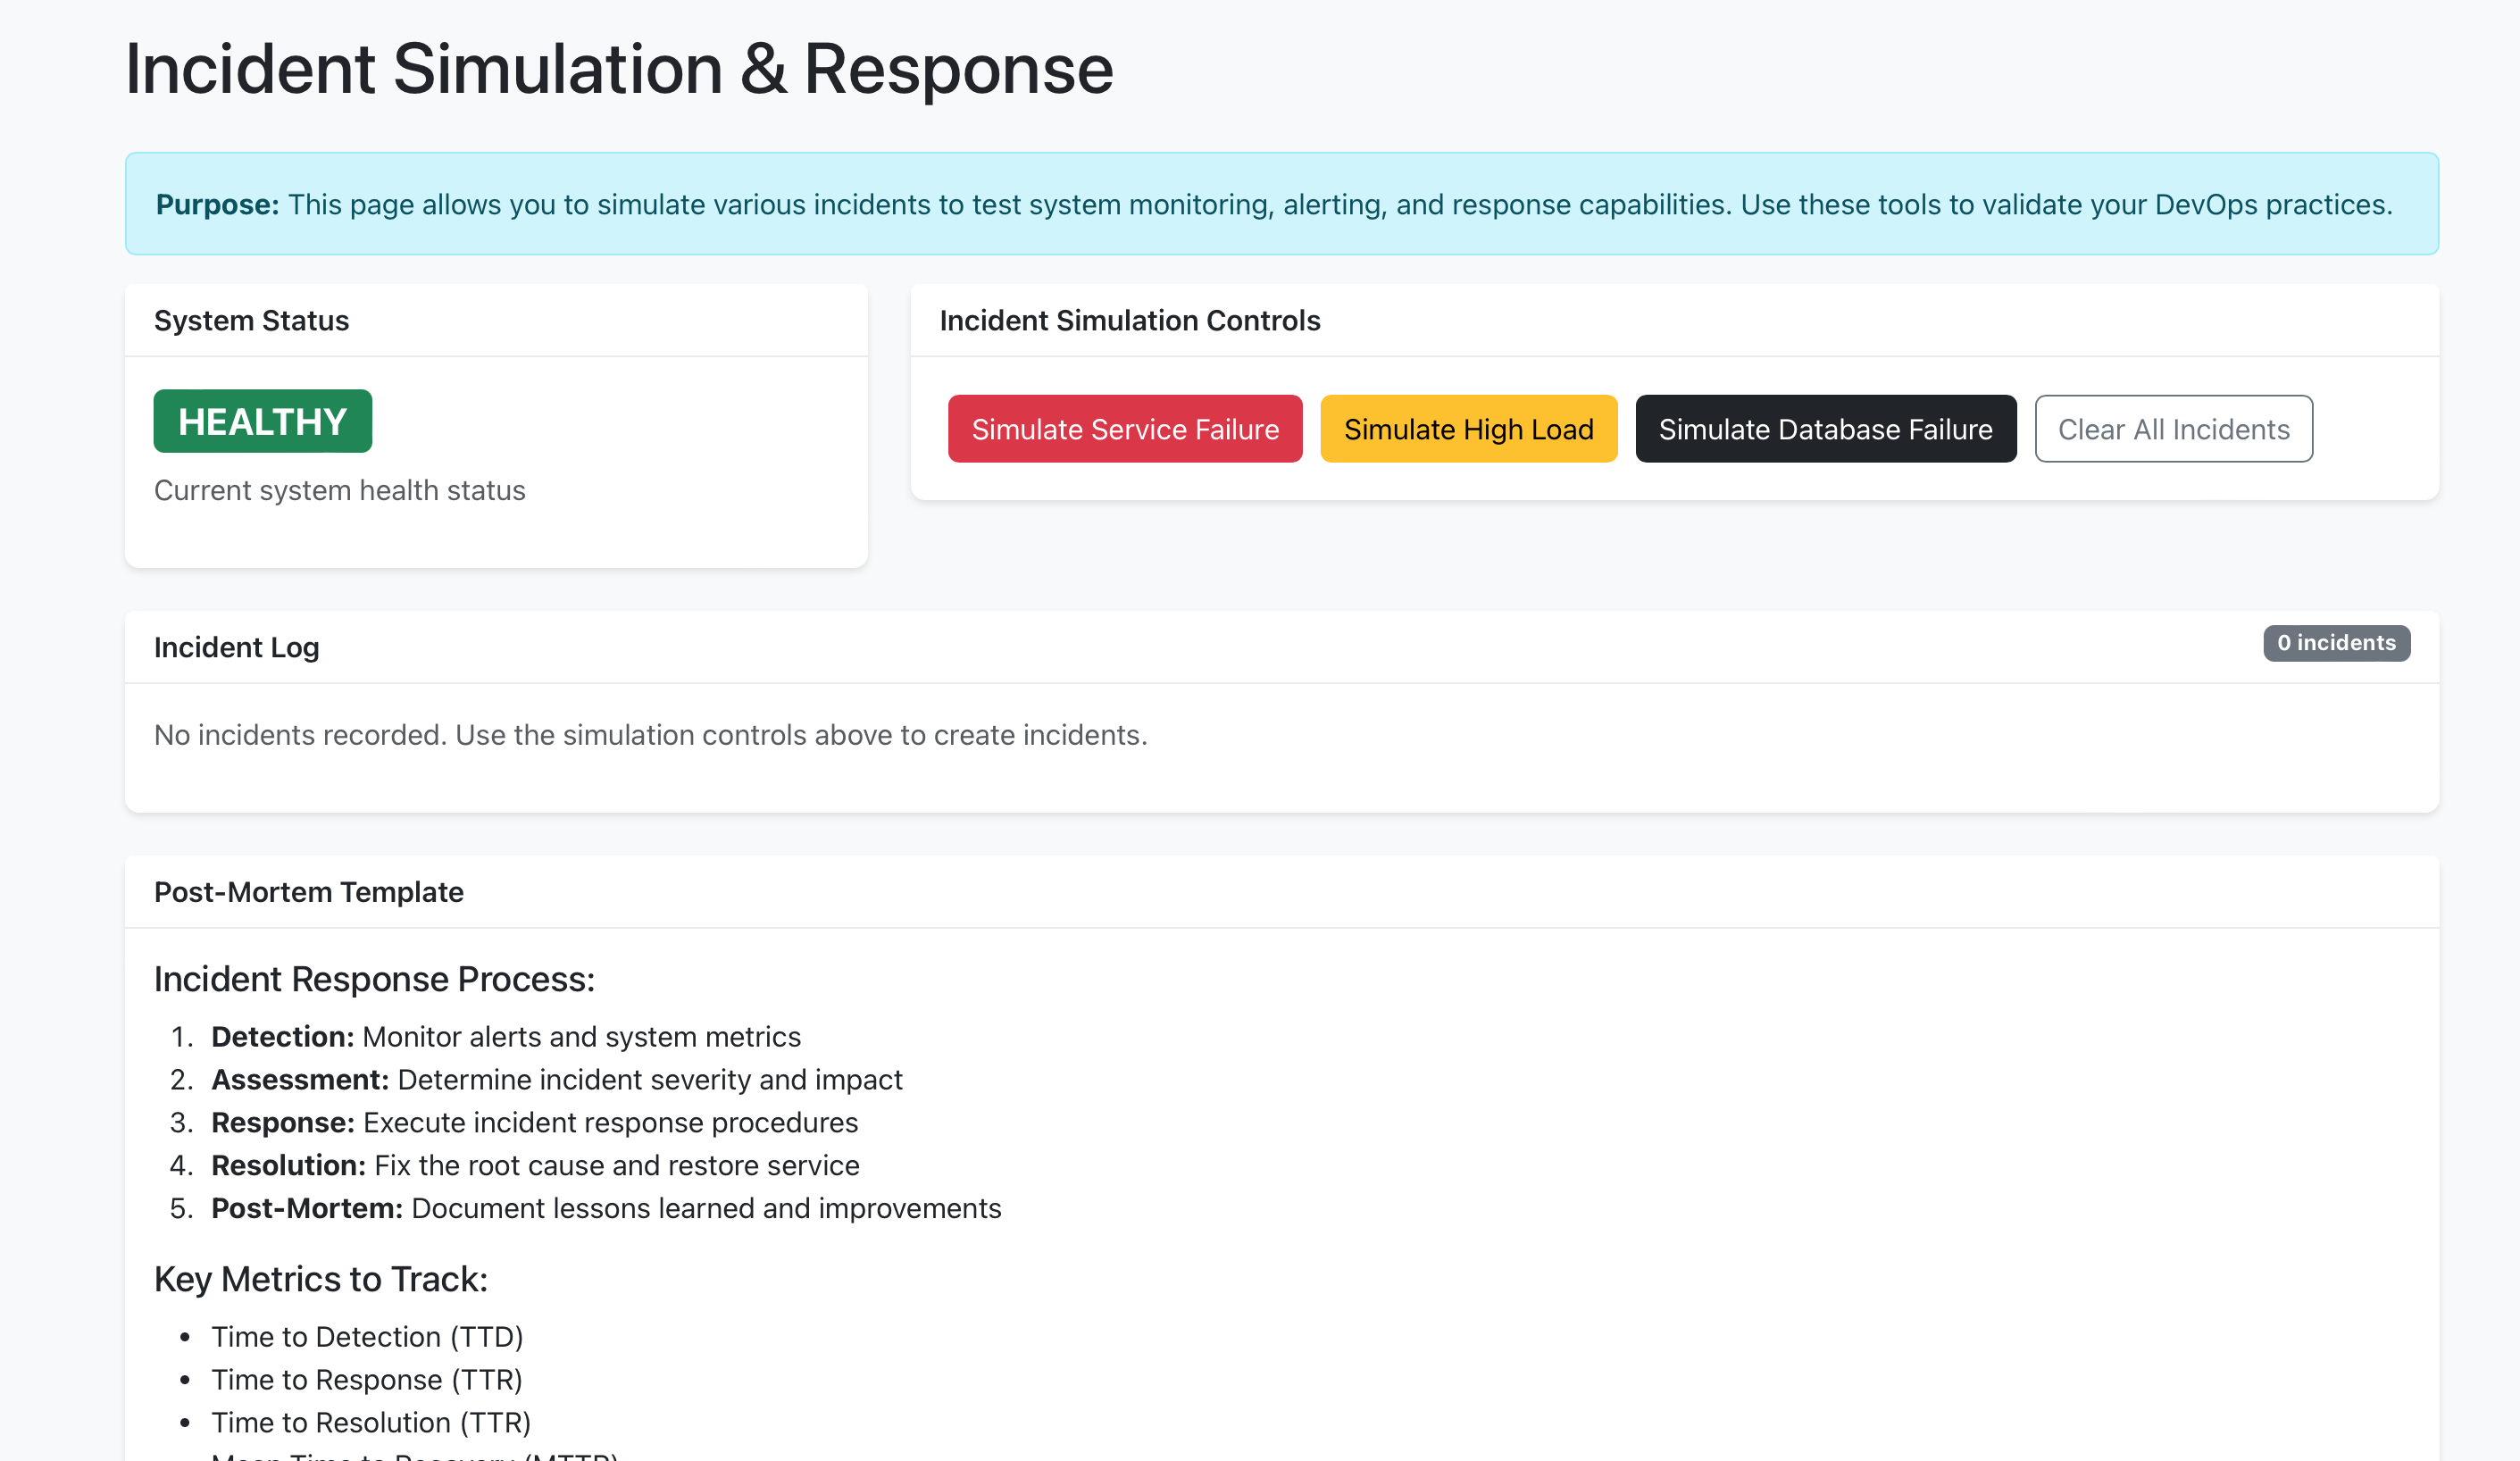 Incident Simulation & Response
Purpose: This page allows you to simulate various incidents to test system monitoring, alerting, and response capabilities. Use these tools to validate your DevOps practices.
System Status
HEALTHY
Current system health status
Incident Simulation Controls
Simulate Service Failure
Simulate High Load
Simulate Database Failure
Clear All Incidents
Incident Log
0 incidents
No incidents recorded. Use the simulation controls above to create incidents.
Post-Mortem Template
Incident Response Process:
1. Detection: Monitor alerts and system metrics
2. Assessment: Determine incident severity and impact
3. Response: Execute incident response procedures
4. Resolution: Fix the root cause and restore service
5. Post-Mortem: Document lessons learned and improvements
Key Metrics to Track:
• Time to Detection (TTD)
• Time to Response (TTR)
• Time to Resolution (TTR)
Mean Time to Recovery (MTTR)